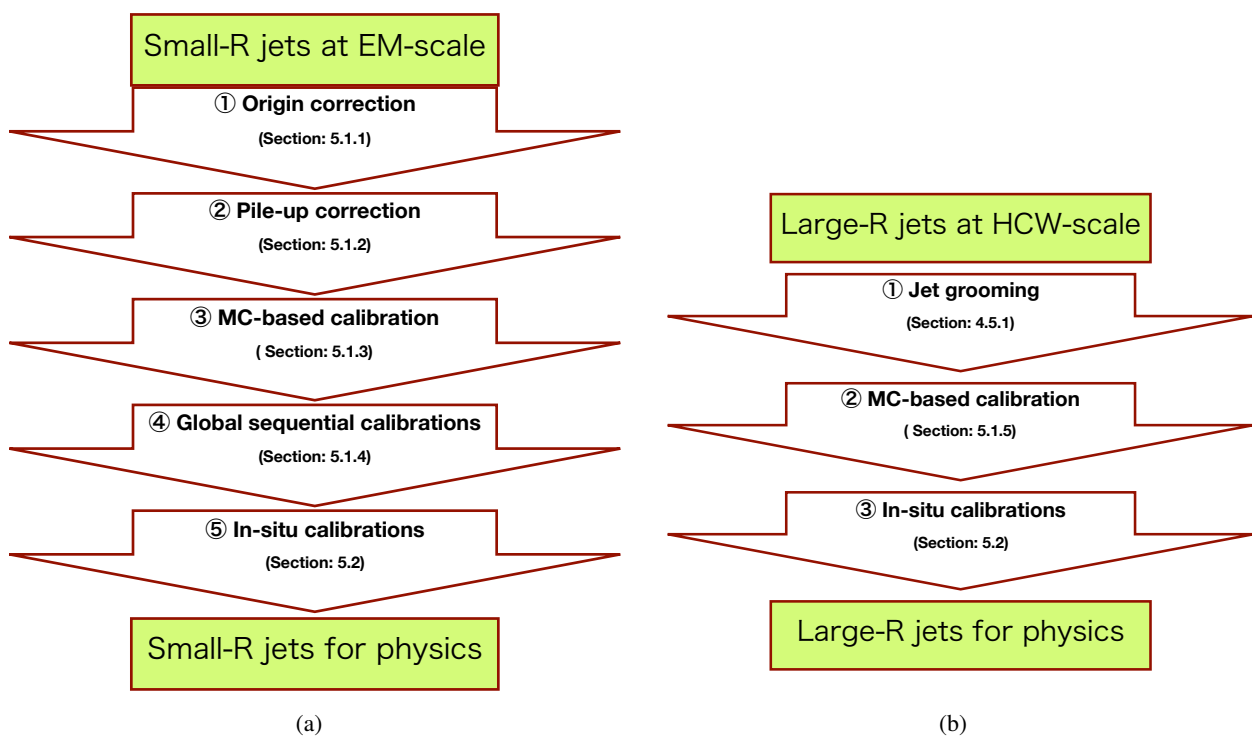 Small-R jets at EM-scale
① Origin correction
(Section: 5.1.1)
② Pile-up correction
(Section: 5.1.2)
③ MC-based calibration
( Section: 5.1.3)
④ Global sequential calibrations
(Section: 5.1.4)
⑤ In-situ calibrations
(Section: 5.2)
Small-R jets for physics
(a)
Large-R jets at HCW-scale
① Jet grooming
(Section: 4.5.1)
② MC-based calibration
( Section: 5.1.5)
③ In-situ calibrations
(Section: 5.2)
Large-R jets for physics
(b)